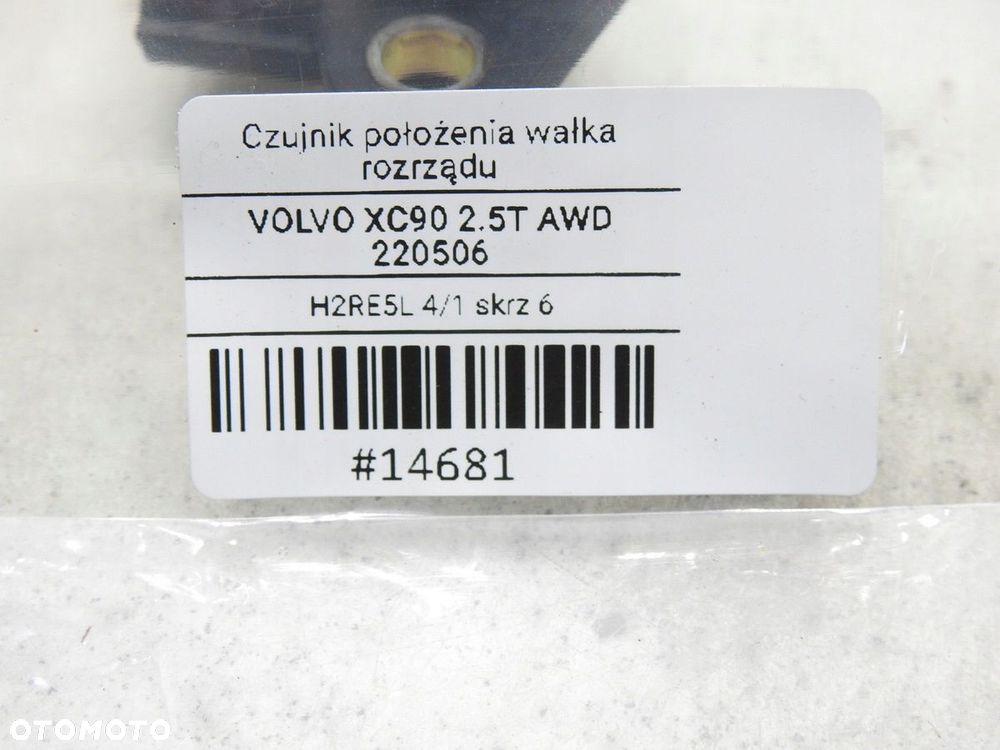 Czujnik położenia wałka
rozrządu
VOLVO XC90 2.5T AWD
220506
H2RE5L 4/1 skrz 6
#14681
OTOMOTO